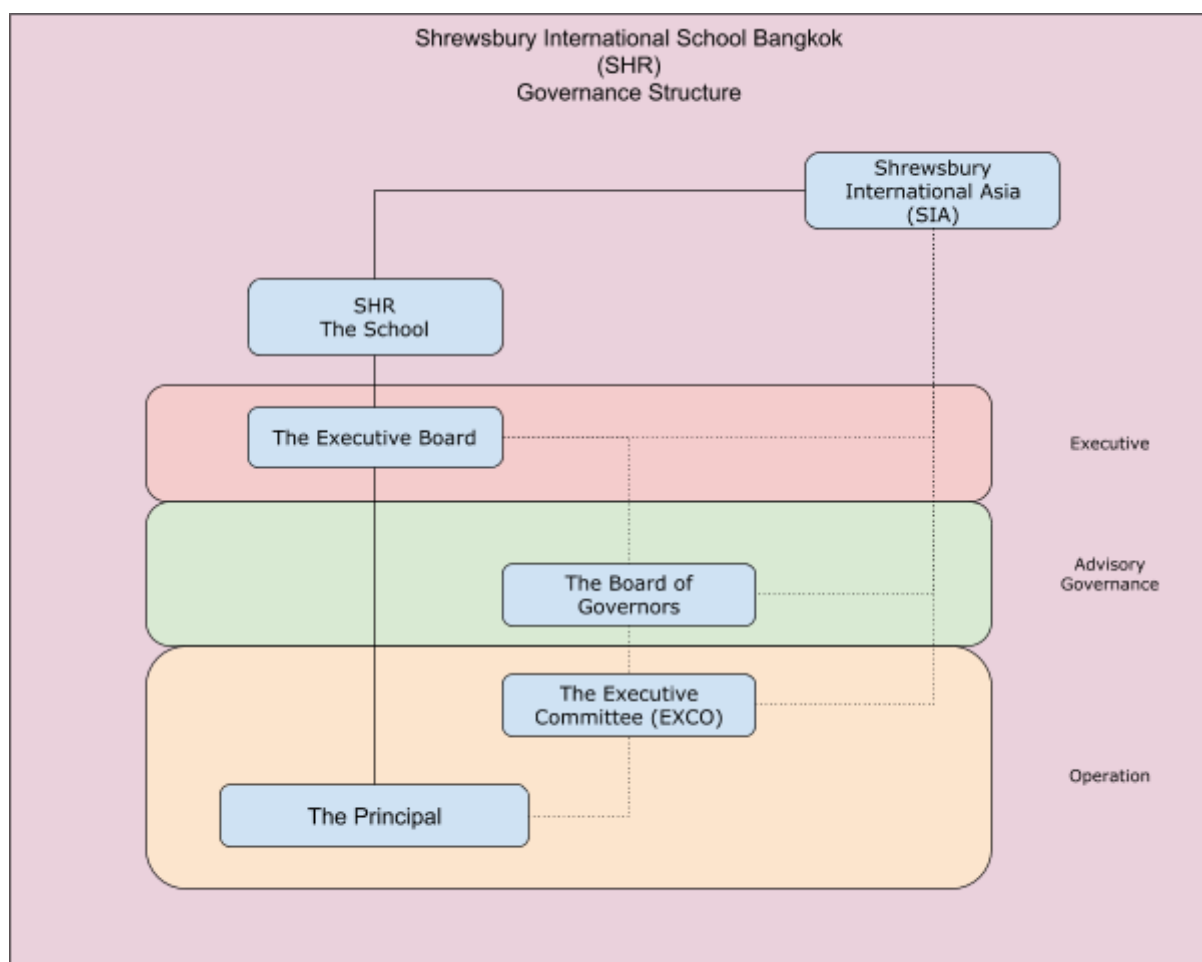 Shrewsbury International School Bangkok
(SHR)
Governance Structure
Shrewsbury
International Asia
(SIA)
SHR
The School
The Executive Board
Executive
The Board of
Governors
Advisory
Governance
The Executive
Committee (EXCO)
Operation
The Principal